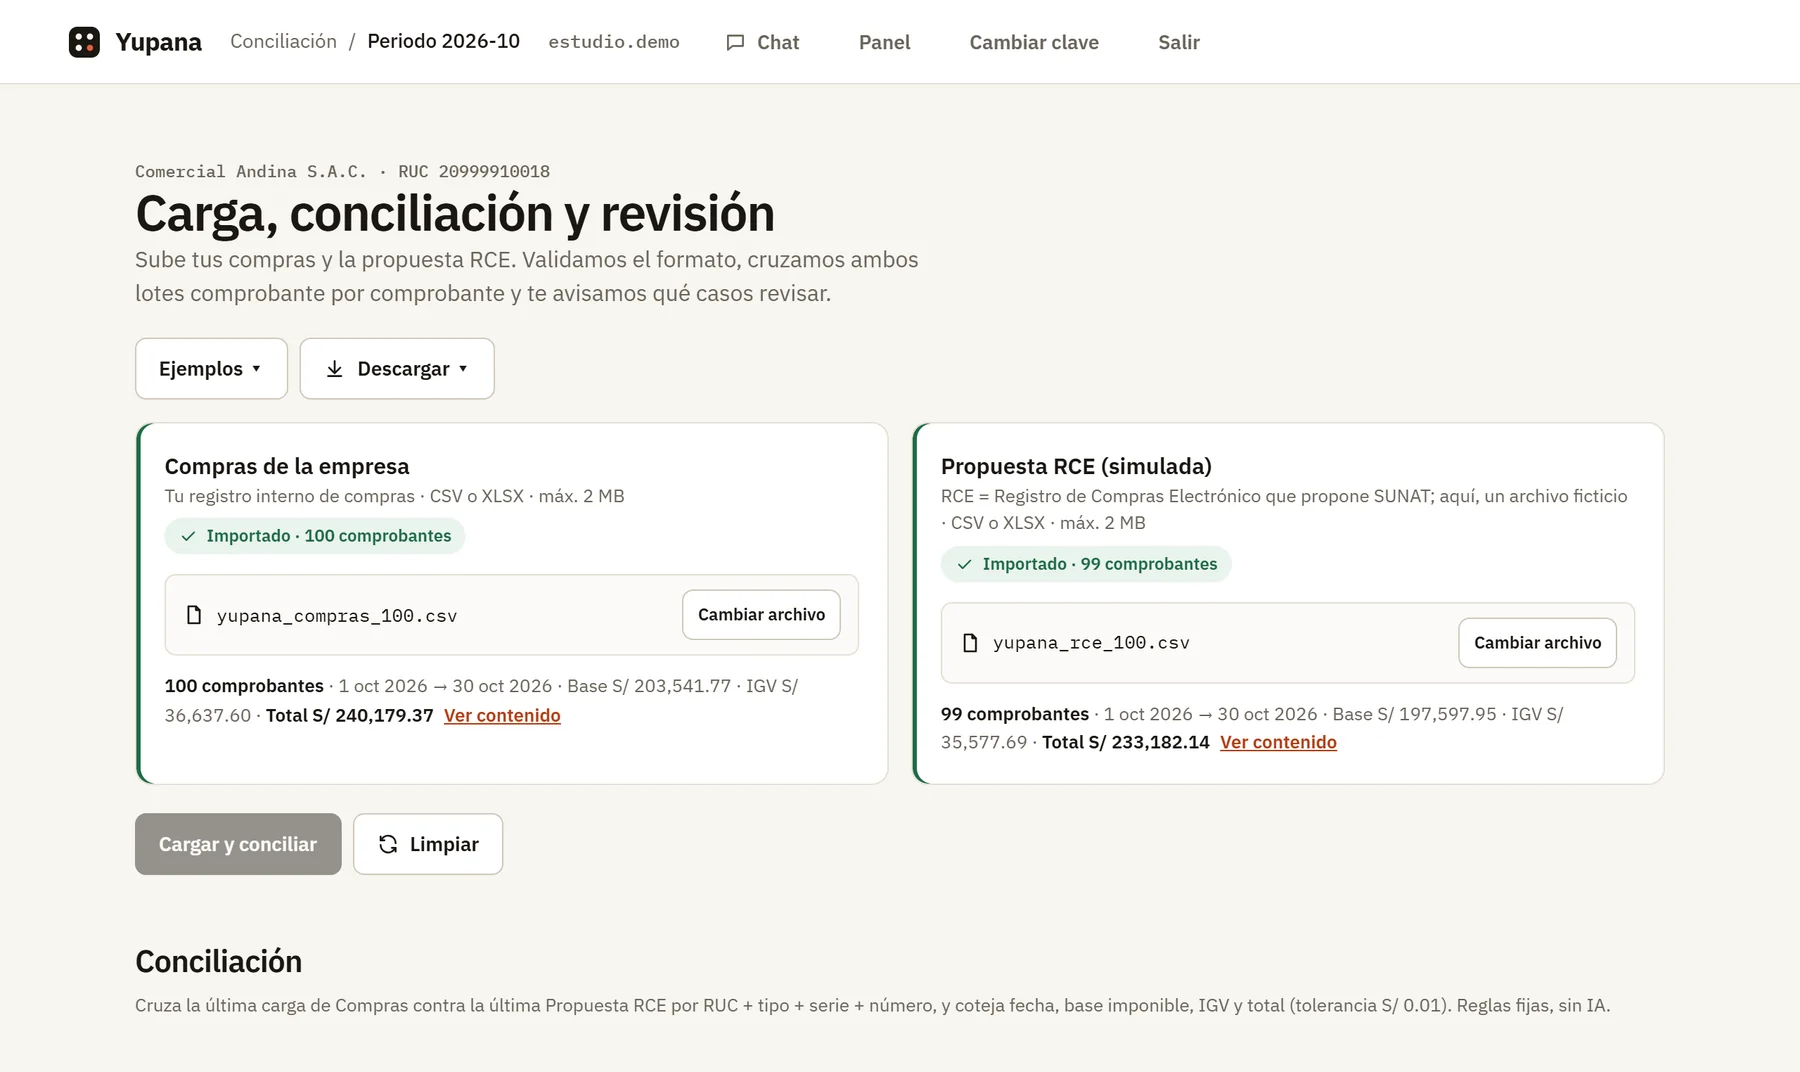 Yupana
Conciliación / Periodo 2026-10
estudio.demo
Chat
Panel
Cambiar clave
Salir
Comercial Andina S.A.C. · RUC 20999910018
Carga, conciliación y revisión
Sube tus compras y la propuesta RCE. Validamos el formato, cruzamos ambos
lotes comprobante por comprobante y te avisamos qué casos revisar.
Ejemplos ▾
Descargar ▾
Compras de la empresa
Tu registro interno de compras · CSV o XLSX · máx. 2 MB
Importado · 100 comprobantes
yupana_compras_100.csv
Cambiar archivo
100 comprobantes · 1 oct 2026 → 30 oct 2026 · Base S/ 203,541.77 · IGV S/
36,637.60 · Total S/ 240,179.37 Ver contenido
Propuesta RCE (simulada)
RCE = Registro de Compras Electrónico que propone SUNAT; aquí, un archivo ficticio
· CSV o XLSX · máx. 2 MB
Importado · 99 comprobantes
yupana_rce_100.csv
Cambiar archivo
99 comprobantes · 1 oct 2026 → 30 oct 2026 · Base S/ 197,597.95 · IGV S/
35,577.69 · Total S/ 233,182.14 Ver contenido
Cargar y conciliar
Limpiar
Conciliación
Cruza la última carga de Compras contra la última Propuesta RCE por RUC + tipo + serie + número, y coteja fecha, base imponible, IGV y total (tolerancia S/ 0.01). Reglas fijas, sin IA.